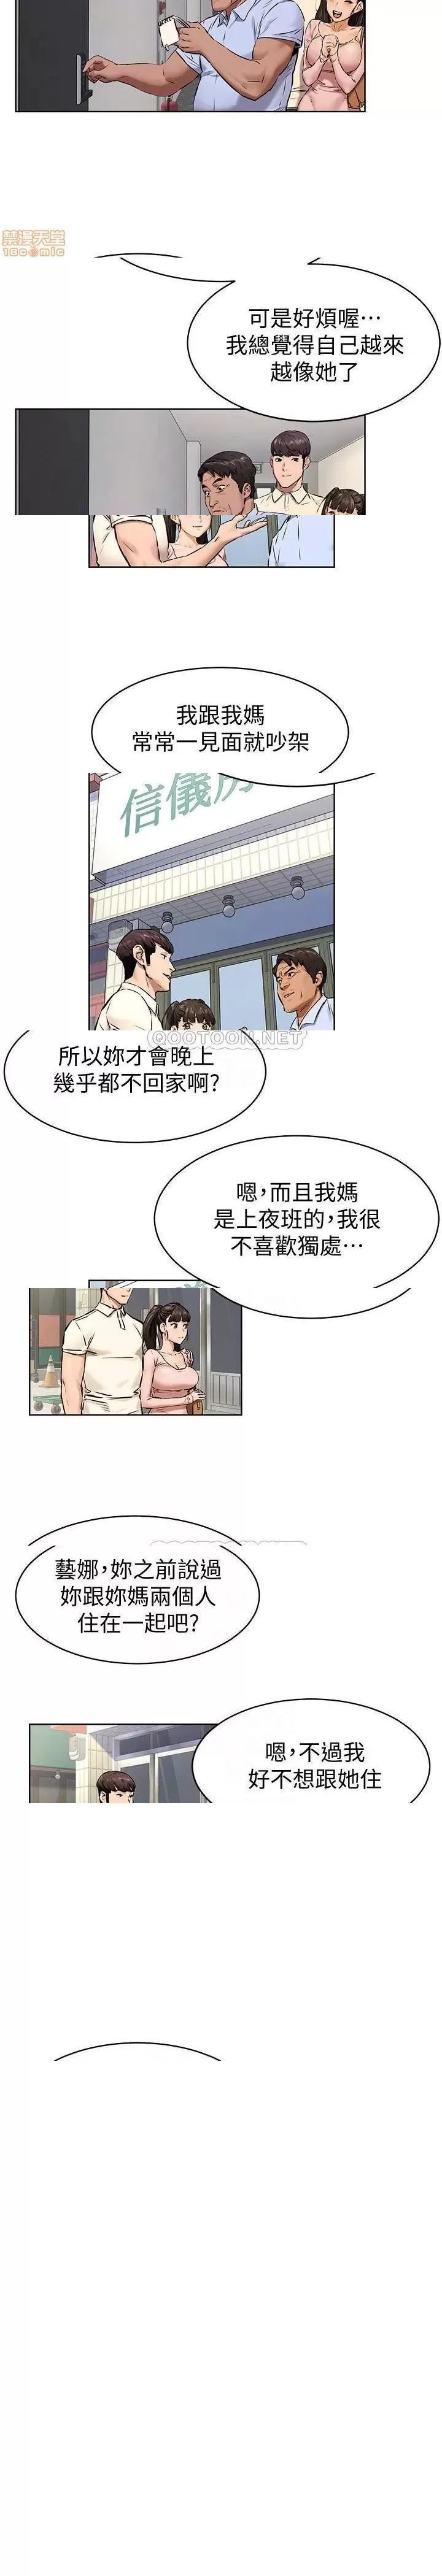 禁漫天堂
18comic
可是好煩喔…
我總覺得自己越來
越像她了
我跟我媽
常常一見面就吵架
信儀房
QOOTOON.NET
所以妳才會晚上
幾乎都不回家啊?
嗯,而且我媽
是上夜班的,我很
不喜歡獨處…
藝娜,妳之前說過
妳跟妳媽兩個人
住在一起吧?
嗯,不過我
好不想跟她住